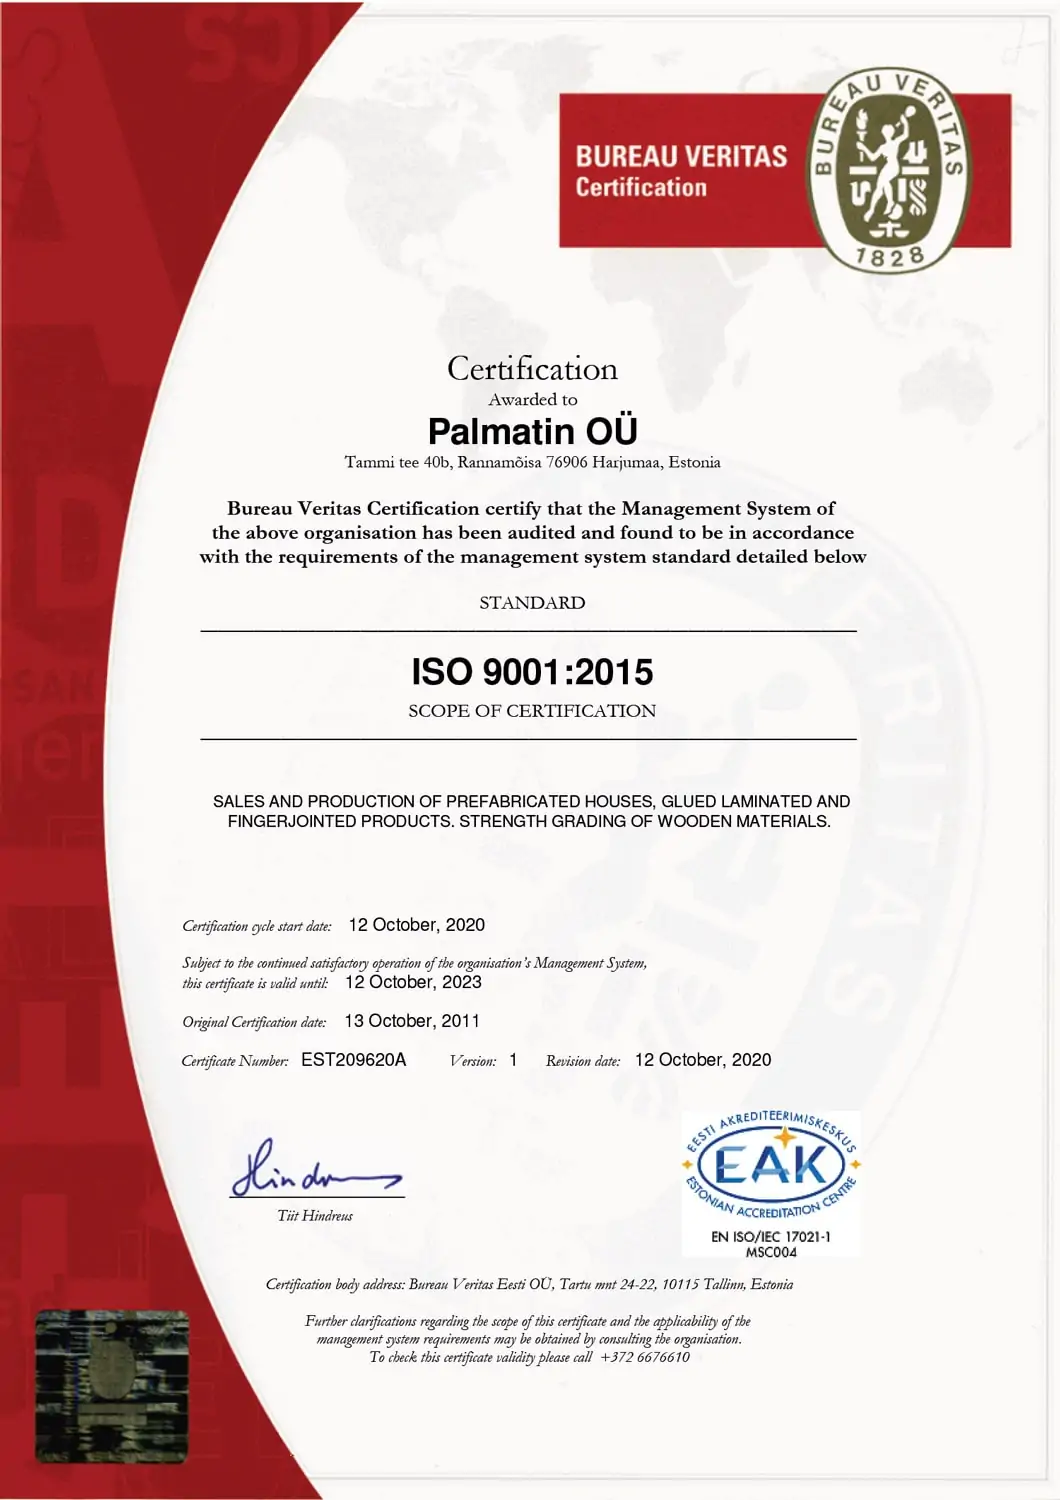 BUREAU VERITAS
Certification
BUREAU VERITAS
1828
Certification
Awarded to
Palmatin OÜ
Tammi tee 40b, Rannamõisa 76906 Harjumaa, Estonia
Bureau Veritas Certification certify that the Management System of
the above organisation has been audited and found to be in accordance
with the requirements of the management system standard detailed below
STANDARD
ISO 9001:2015
SCOPE OF CERTIFICATION
SALES AND PRODUCTION OF PREFABRICATED HOUSES, GLUED LAMINATED AND
FINGERJOINTED PRODUCTS. STRENGTH GRADING OF WOODEN MATERIALS.
Certification cycle start date: 12 October, 2020
Subject to the continued satisfactory operation of the organisation's Management System,
this certificate is valid until: 12 October, 2023
Original Certification date: 13 October, 2011
Certificate Number: EST209620A Version: 1 Revision date: 12 October, 2020
Hindreus
Tiit Hindreus
EESTI AKREDITEERIMISKESKUS
EAK
ESTONIAN ACCREDITATION CENTRE
EN ISO/IEC 17021-1
MSC004
Certification body address: Bureau Veritas Eesti OÜ, Tartu mnt 24-22, 10115 Tallinn, Estonia
Further clarifications regarding the scope of this certificate and the applicability of the
management system requirements may be obtained by consulting the organisation.
To check this certificate validity please call +372 6676610